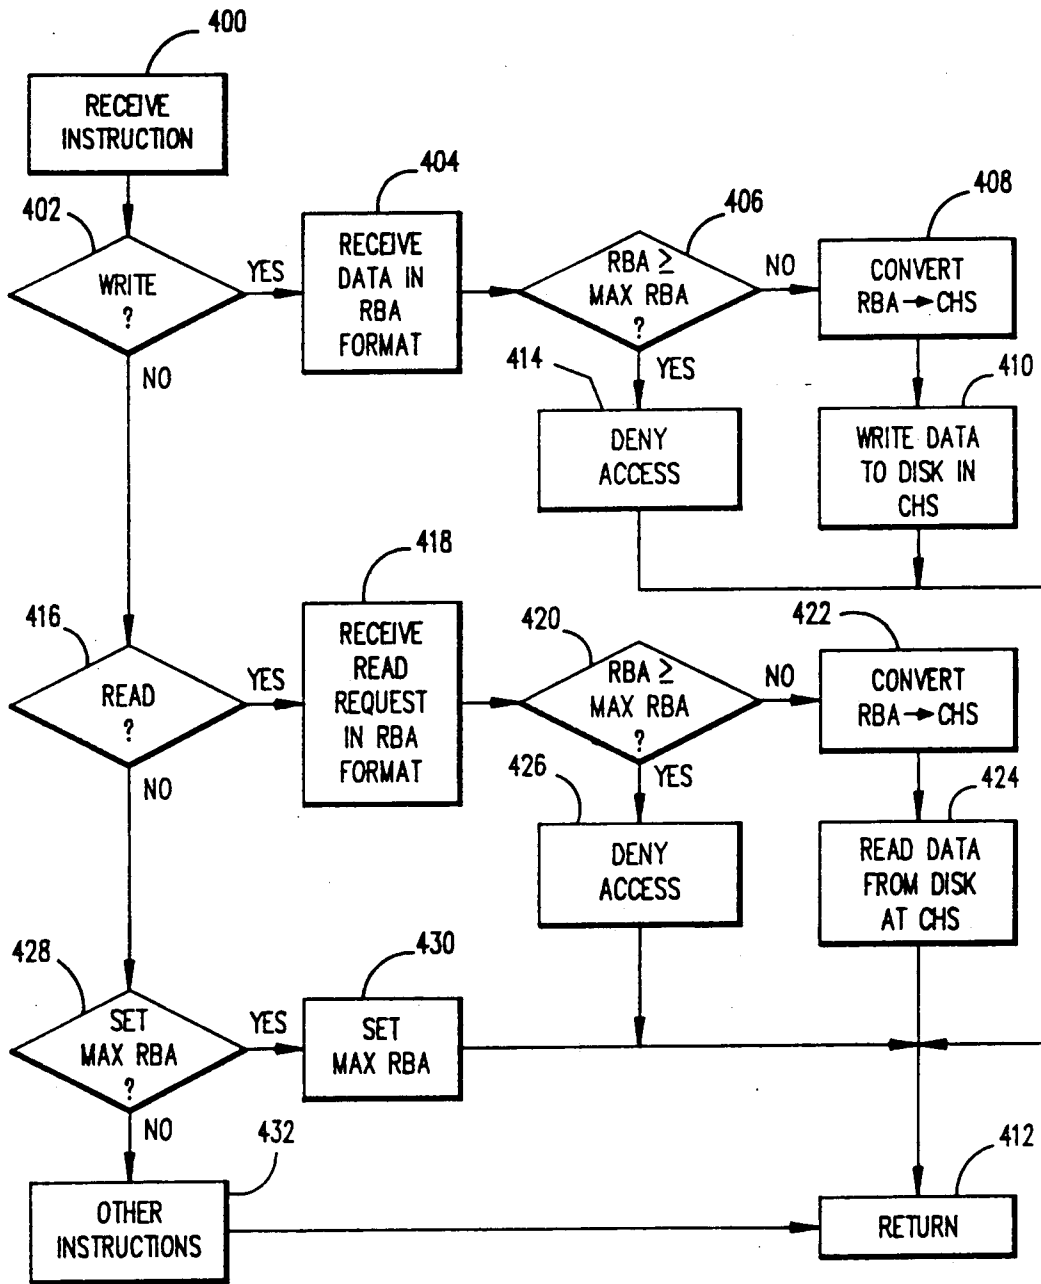 400
RECEIVE
INSTRUCTION
402
WRITE
?
YES
NO
404
RECEIVE
DATA IN
RBA
FORMAT
406
RBA ≥
MAX RBA
?
NO
YES
408
CONVERT
RBA→CHS
414
DENY
ACCESS
410
WRITE DATA
TO DISK IN
CHS
416
READ
?
YES
NO
418
RECEIVE
READ
REQUEST
IN RBA
FORMAT
420
RBA ≥
MAX RBA
?
NO
YES
422
CONVERT
RBA→CHS
426
DENY
ACCESS
424
READ DATA
FROM DISK
AT CHS
428
SET
MAX RBA
?
YES
NO
430
SET
MAX RBA
432
OTHER
INSTRUCTIONS
412
RETURN